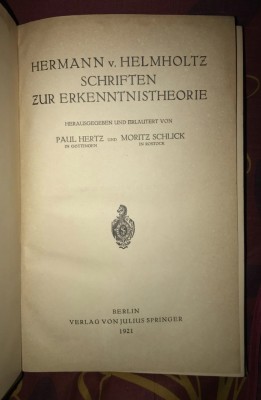 HERMANN v. HELMHOLTZ
SCHRIFTEN
ZUR ERKENNTNISTHEORIE
HERAUSGEGEBEN UND ERLÄUTERT VON
PAUL HERTZ UND MORITZ SCHLICK
IN GÖTTINGEN IN ROSTOCK
BERLIN
VERLAG VON JULIUS SPRINGER
1921